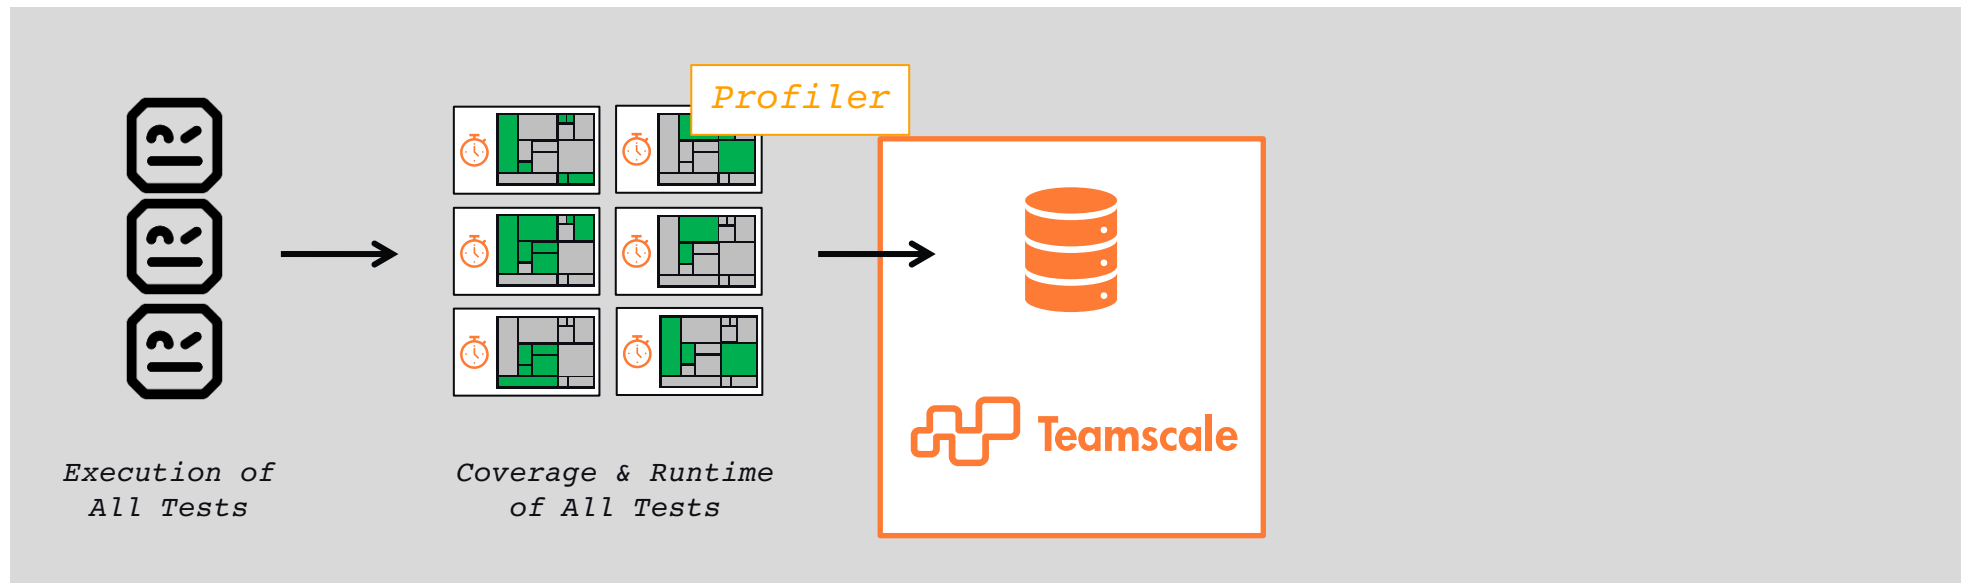 Profiler
Teamscale
Execution of
All Tests
Coverage & Runtime
of All Tests